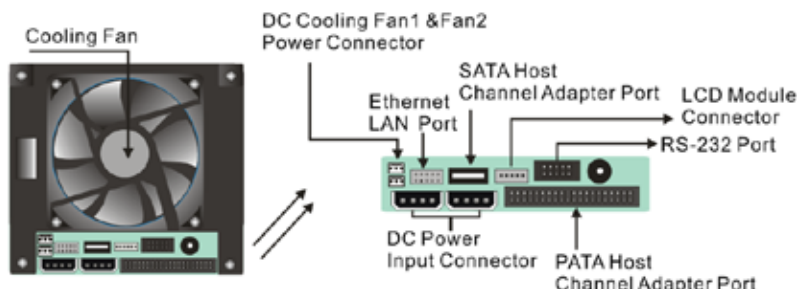 Cooling Fan
DC Cooling Fan1 &Fan2
Power Connector
Ethernet
LAN Port
SATA Host
Channel Adapter Port
LCD Module
Connector
RS-232 Port
DC Power
Input Connector
PATA Host
Channel Adapter Port